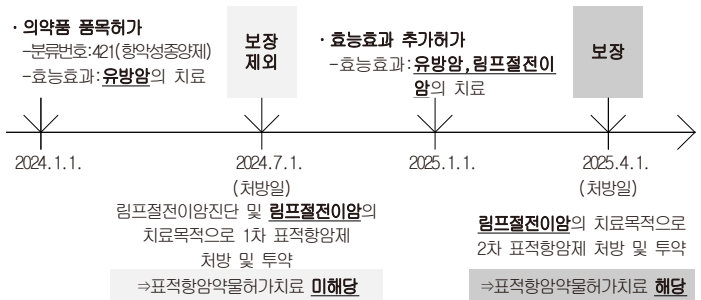 · 의약품 품목허가
-분류번호:421(항악성종양제)
-효능효과:유방암의 치료
보장
제외
· 효능효과 추가허가
-효능효과:유방암,림프절전이
암의 치료
보장
2024.1.1.
2024.7.1.
(처방일)
2025.1.1.
2025.4.1.
(처방일)
림프절전이암진단 및 림프절전이암의
치료목적으로 1차 표적항암제
처방 및 투약
⇒표적항암약물허가치료 미해당
림프절전이암의 치료목적으로
2차 표적항암제 처방 및 투약
⇒표적항암약물허가치료 해당